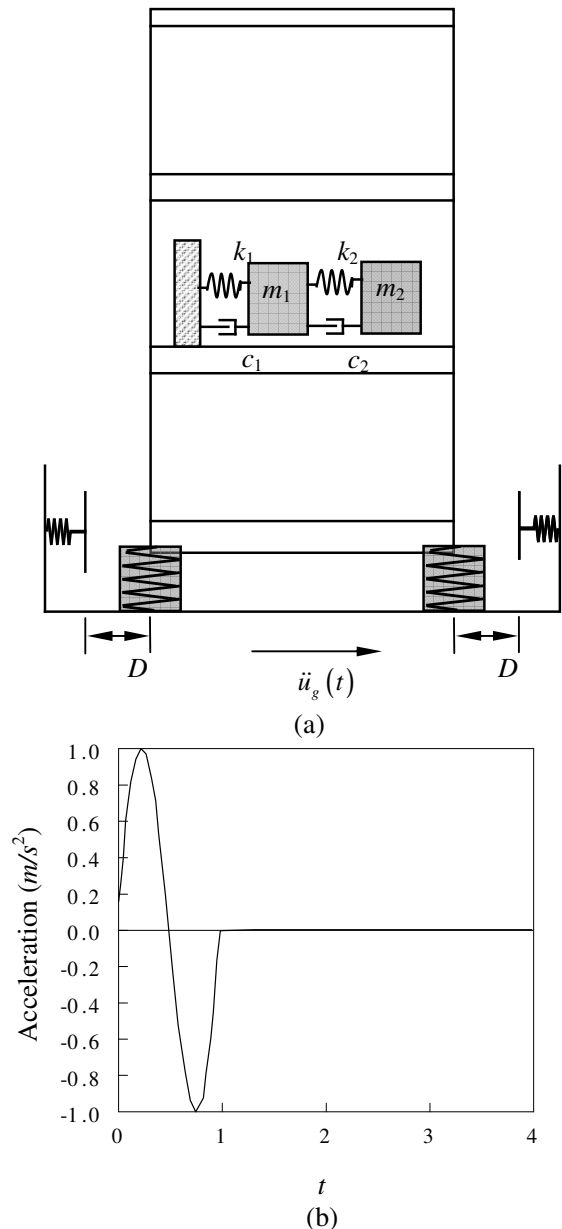 k₁ k₂
m₁ m₂
c₁ c₂
D D
ü_g (t)
(a)
1.0
0.8
0.6
0.4
0.2
0.0
-0.2
-0.4
-0.6
-0.8
-1.0
Acceleration (m/s²)
0 1 2 3 4
t
(b)